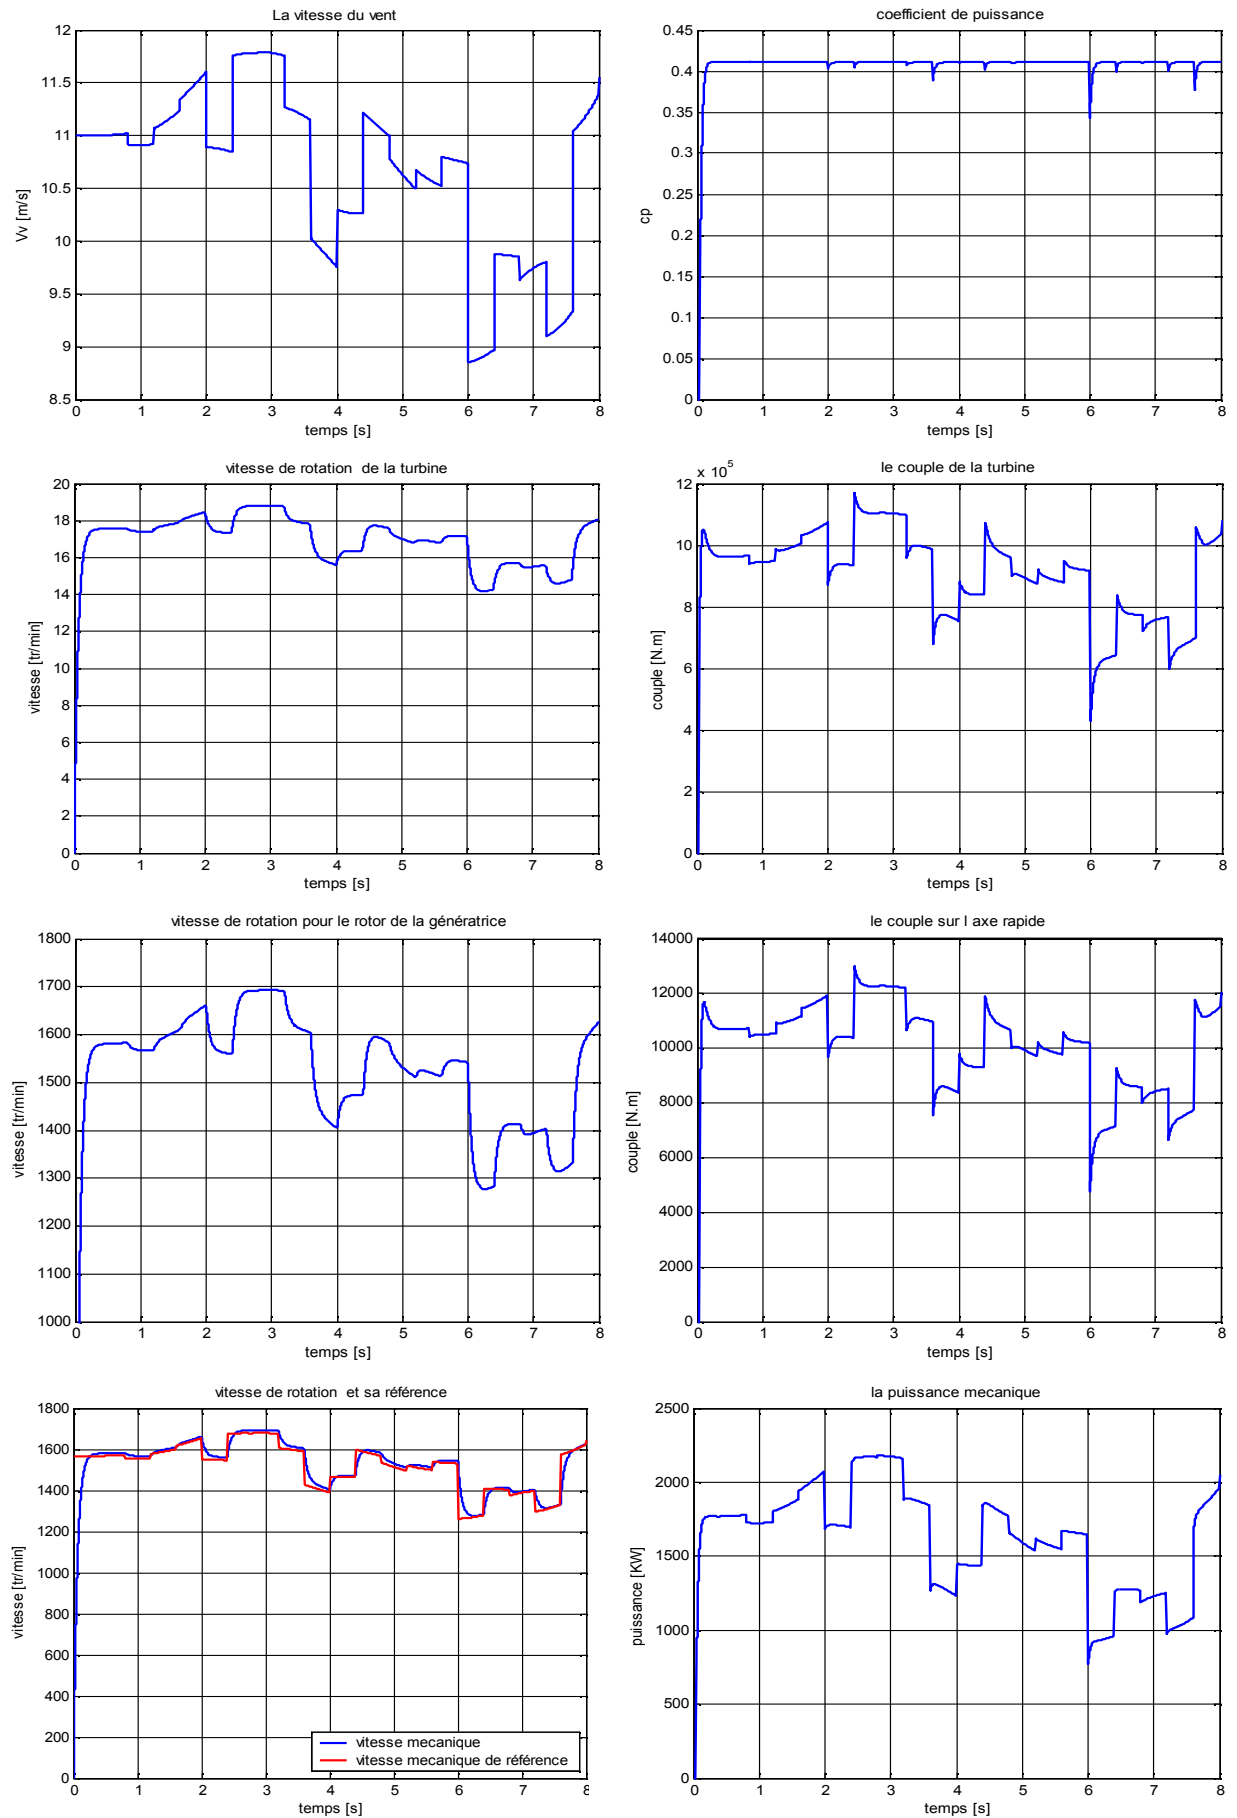 La vitesse du vent
12
11.5
11
10.5
10
9.5
9
8.5
Vv [m/s]
0 1 2 3 4 5 6 7 8
temps [s]
coefficient de puissance
0.45
0.4
0.35
0.3
0.25
0.2
0.15
0.1
0.05
0
cp
0 1 2 3 4 5 6 7 8
temps [s]
vitesse de rotation de la turbine
20
18
16
14
12
10
8
6
4
2
0
vitesse [tr/min]
0 1 2 3 4 5 6 7 8
temps [s]
le couple de la turbine
x 10^5
12
10
8
6
4
2
0
couple [N.m]
0 1 2 3 4 5 6 7 8
temps [s]
vitesse de rotation pour le rotor de la génératrice
1800
1700
1600
1500
1400
1300
1200
1100
1000
vitesse [tr/min]
0 1 2 3 4 5 6 7 8
temps [s]
le couple sur l axe rapide
14000
12000
10000
8000
6000
4000
2000
0
couple [N.m]
0 1 2 3 4 5 6 7 8
temps [s]
vitesse de rotation et sa référence
1800
1600
1400
1200
1000
800
600
400
200
0
vitesse [tr/min]
vitesse mecanique
vitesse mecanique de référence
0 1 2 3 4 5 6 7 8
temps [s]
la puissance mecanique
2500
2000
1500
1000
500
0
puissance [KW]
0 1 2 3 4 5 6 7 8
temps [s]